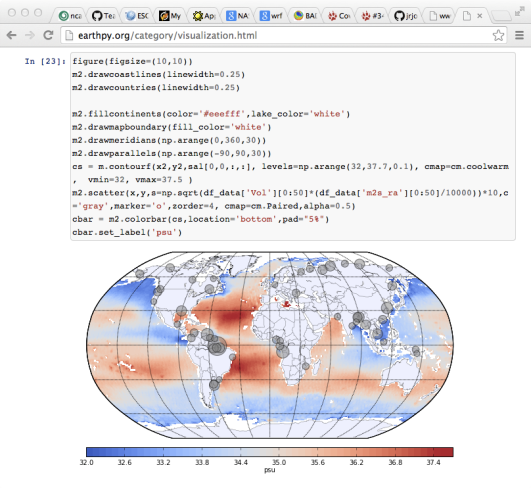 nca
Tea
ESC
My
Ap
NA
wrf
BAI
Cor
#3
jrjo
ww
earthpy.org/category/visualization.html
In [23]: figure(figsize=(10,10))
m2.drawcoastlines(linewidth=0.25)
m2.drawcountries(linewidth=0.25)
m2.fillcontinents(color='#eeefff',lake_color='white')
m2.drawmapboundary(fill_color='white')
m2.drawmeridians(np.arange(0,360,30))
m2.drawparallels(np.arange(-90,90,30))
cs = m.contourf(x2,y2,sal[0,0,:,:], levels=np.arange(32,37.7,0.1), cmap=cm.coolwarm
, vmin=32, vmax=37.5 )
m2.scatter(x,y,s=np.sqrt(df_data['Vol'][0:50]*(df_data['m2s_ra'][0:50]/10000))*10,c
='gray',marker='o',zorder=4, cmap=cm.Paired,alpha=0.5)
cbar = m2.colorbar(cs,location='bottom',pad="5%")
cbar.set_label('psu')
32.0 32.6 33.2 33.8 34.4 35.0 35.6 36.2 36.8 37.4
psu